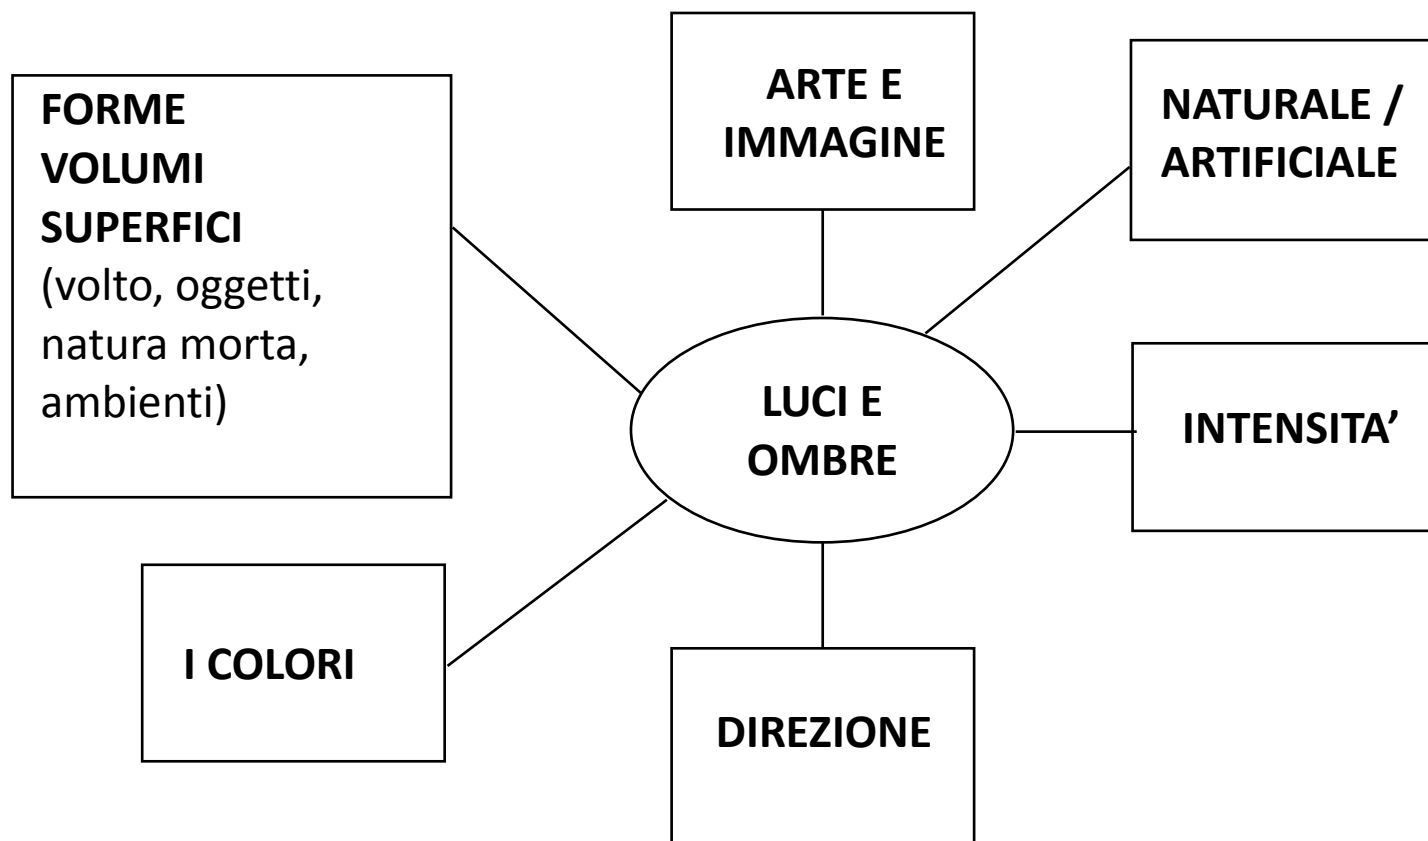 ARTE E
IMMAGINE
NATURALE /
ARTIFICIALE
FORME
VOLUMI
SUPERFICI
(volto, oggetti,
natura morta,
ambienti)
LUCI E
OMBRE
INTENSITA’
I COLORI
DIREZIONE